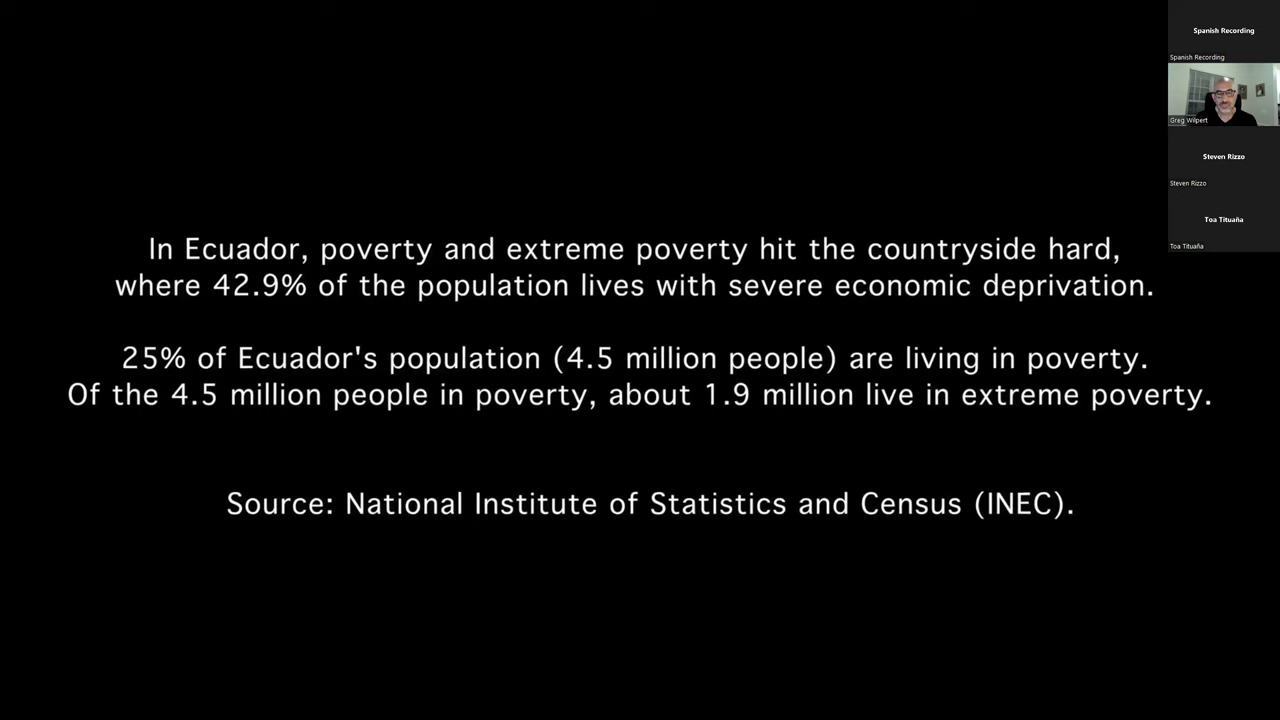 In Ecuador, poverty and extreme poverty hit the countryside hard,
where 42.9% of the population lives with severe economic deprivation.
25% of Ecuador's population (4.5 million people) are living in poverty.
Of the 4.5 million people in poverty, about 1.9 million live in extreme poverty.
Source: National Institute of Statistics and Census (INEC).
Spanish Recording
Spanish Recording
Greg Wilpert
Steven Rizzo
Steven Rizzo
Toa Tituaña
Toa Tituaña